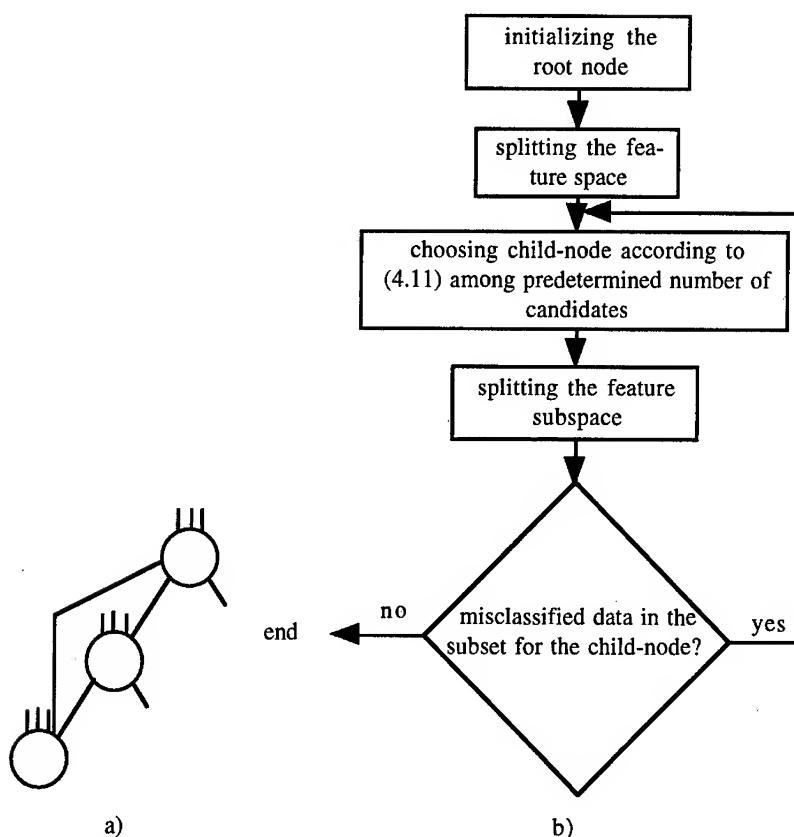 initializing the
root node
splitting the fea-
ture space
choosing child-node according to
(4.11) among predetermined number of
candidates
splitting the feature
subspace
misclassified data in the
subset for the child-node?
no
yes
end
a)
b)